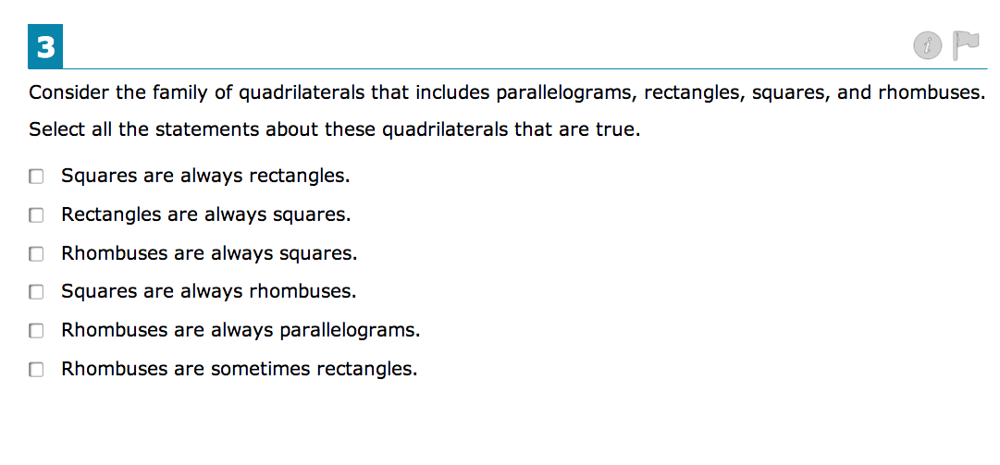 3
i
Consider the family of quadrilaterals that includes parallelograms, rectangles, squares, and rhombuses.
Select all the statements about these quadrilaterals that are true.
Squares are always rectangles.
Rectangles are always squares.
Rhombuses are always squares.
Squares are always rhombuses.
Rhombuses are always parallelograms.
Rhombuses are sometimes rectangles.